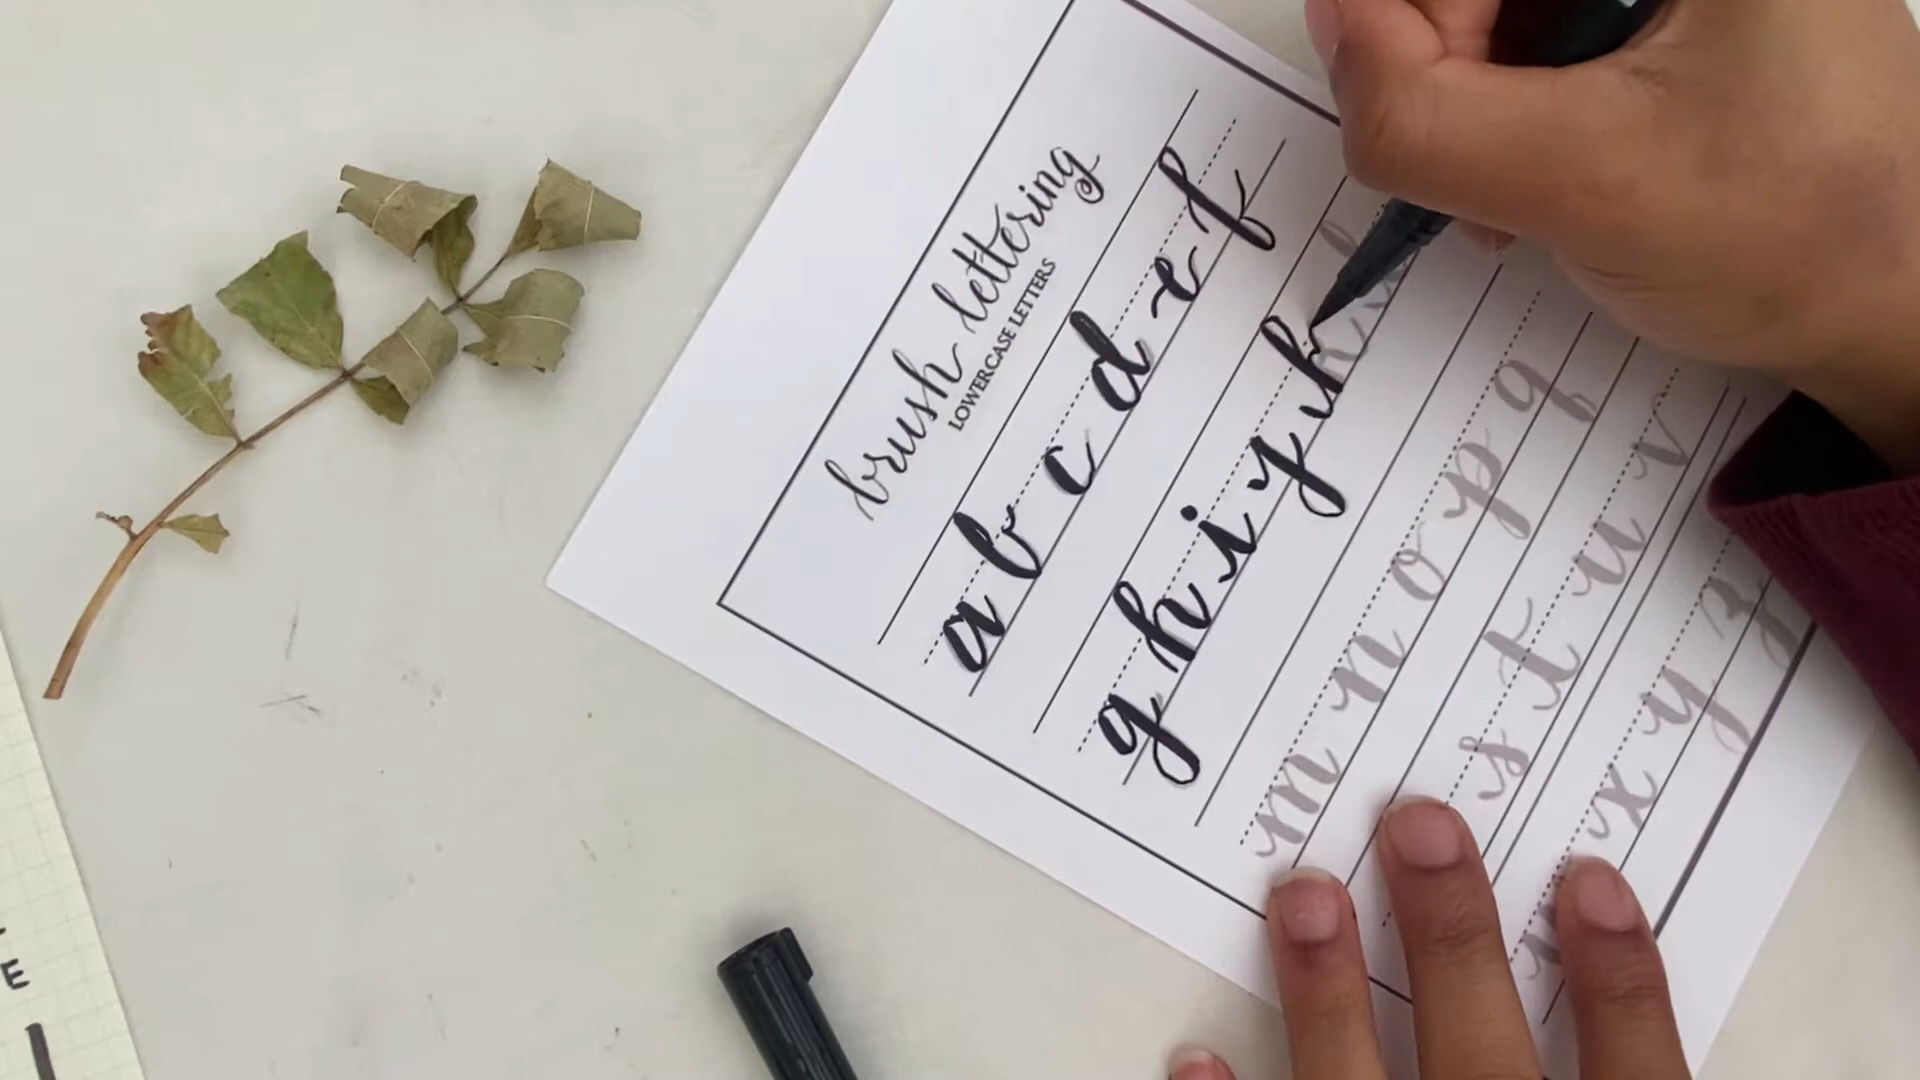 brush lettering
LOWERCASE LETTERS
a b c d e f
g h i j k
m n o p q
s t u v
x y z
E